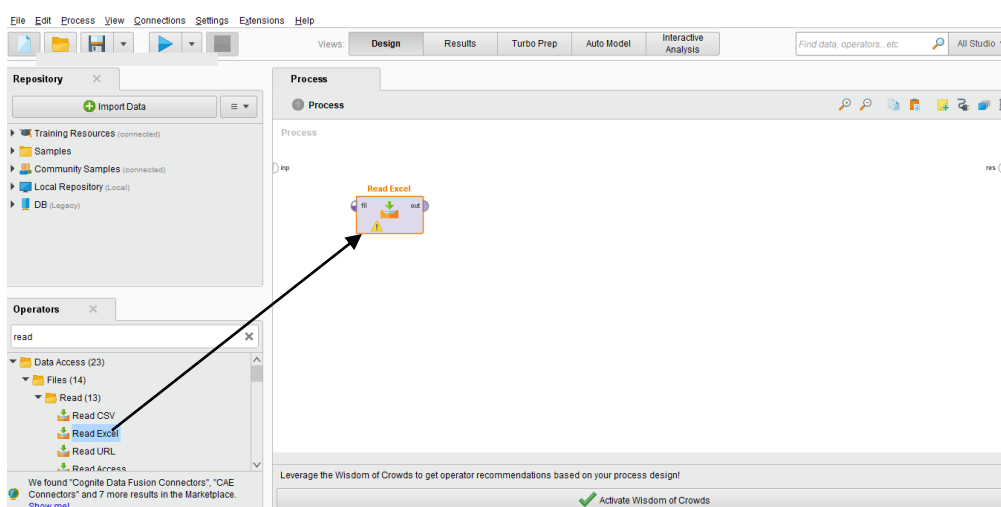 File Edit Process View Connections Settings Extensions Help
Views: Design Results Turbo Prep Auto Model Interactive Analysis
Find data, operators...etc All Studio
Repository
Import Data
Training Resources (connected)
Samples
Community Samples (connected)
Local Repository (Local)
DB (Legacy)
Process
Process
Process
inp
res
Read Excel
fil out
Operators
read
Data Access (23)
Files (14)
Read (13)
Read CSV
Read Excel
Read URL
Read Access
We found "Cognite Data Fusion Connectors", "CAE
Connectors" and 7 more results in the Marketplace.
Show me!
Leverage the Wisdom of Crowds to get operator recommendations based on your process design!
Activate Wisdom of Crowds